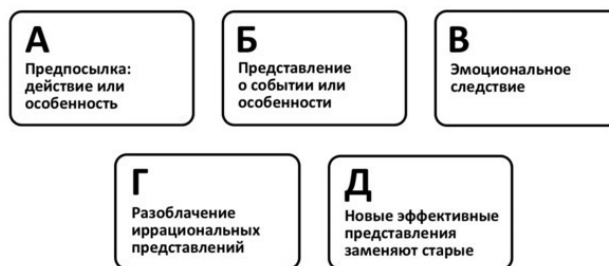 А
Предпосылка:
действие или
особенность
Б
Представление
о событии или
особенности
В
Эмоциональное
следствие
Г
Разоблачение
иррациональных
представлений
Д
Новые эффективные
представления
заменяют старые